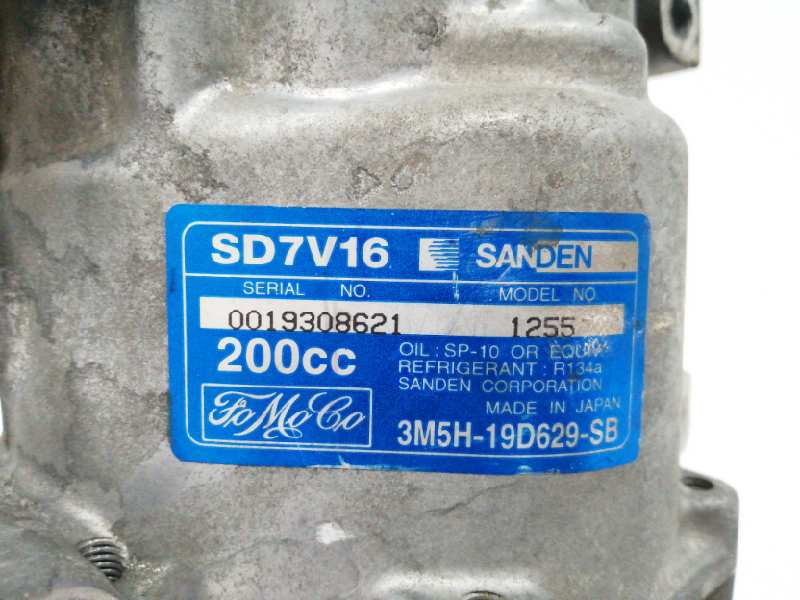 SD7V16 SANDEN
SERIAL NO. MODEL NO
0019308621 1255
200cc OIL : SP-10 OR EQUIV
REFRIGERANT : R134a
SANDEN CORPORATION
MADE IN JAPAN
FoMoCo 3M5H-19D629-SB